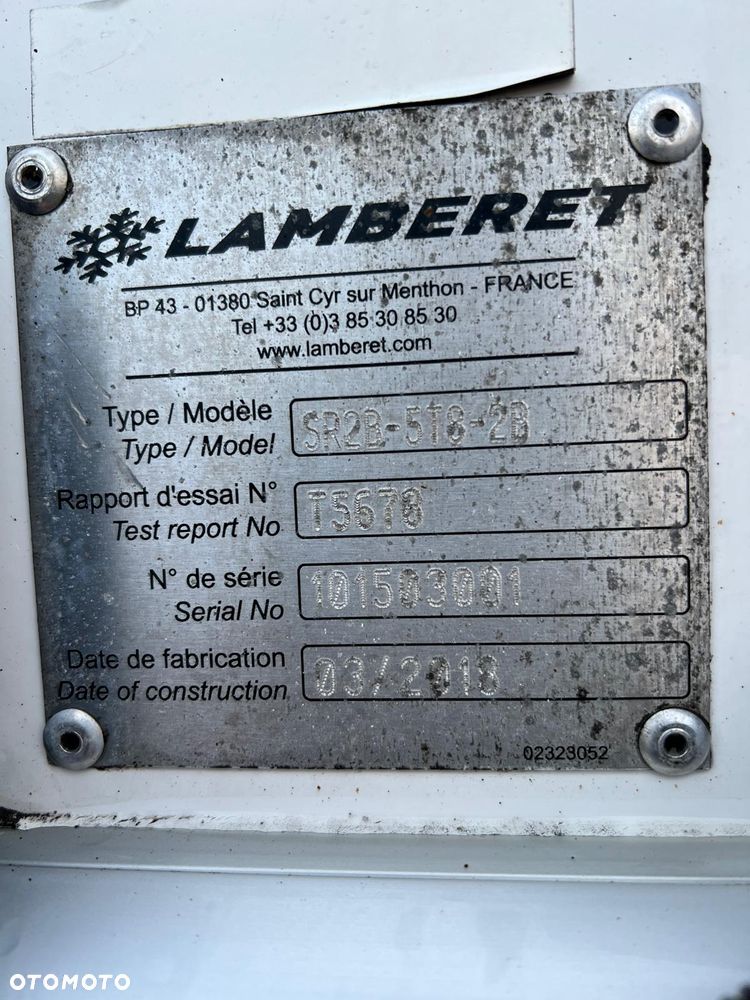 LAMBERET
BP 43 - 01380 Saint Cyr sur Menthon - FRANCE
Tel +33 (0)3 85 30 85 30
www.lamberet.com
Type / Modèle
Type / Model
SR2B-5T8-2B
Rapport d'essai N°
Test report No
T5678
N° de série
Serial No
101503001
Date de fabrication
Date of construction
03/2018
02323052
OTOMOTO